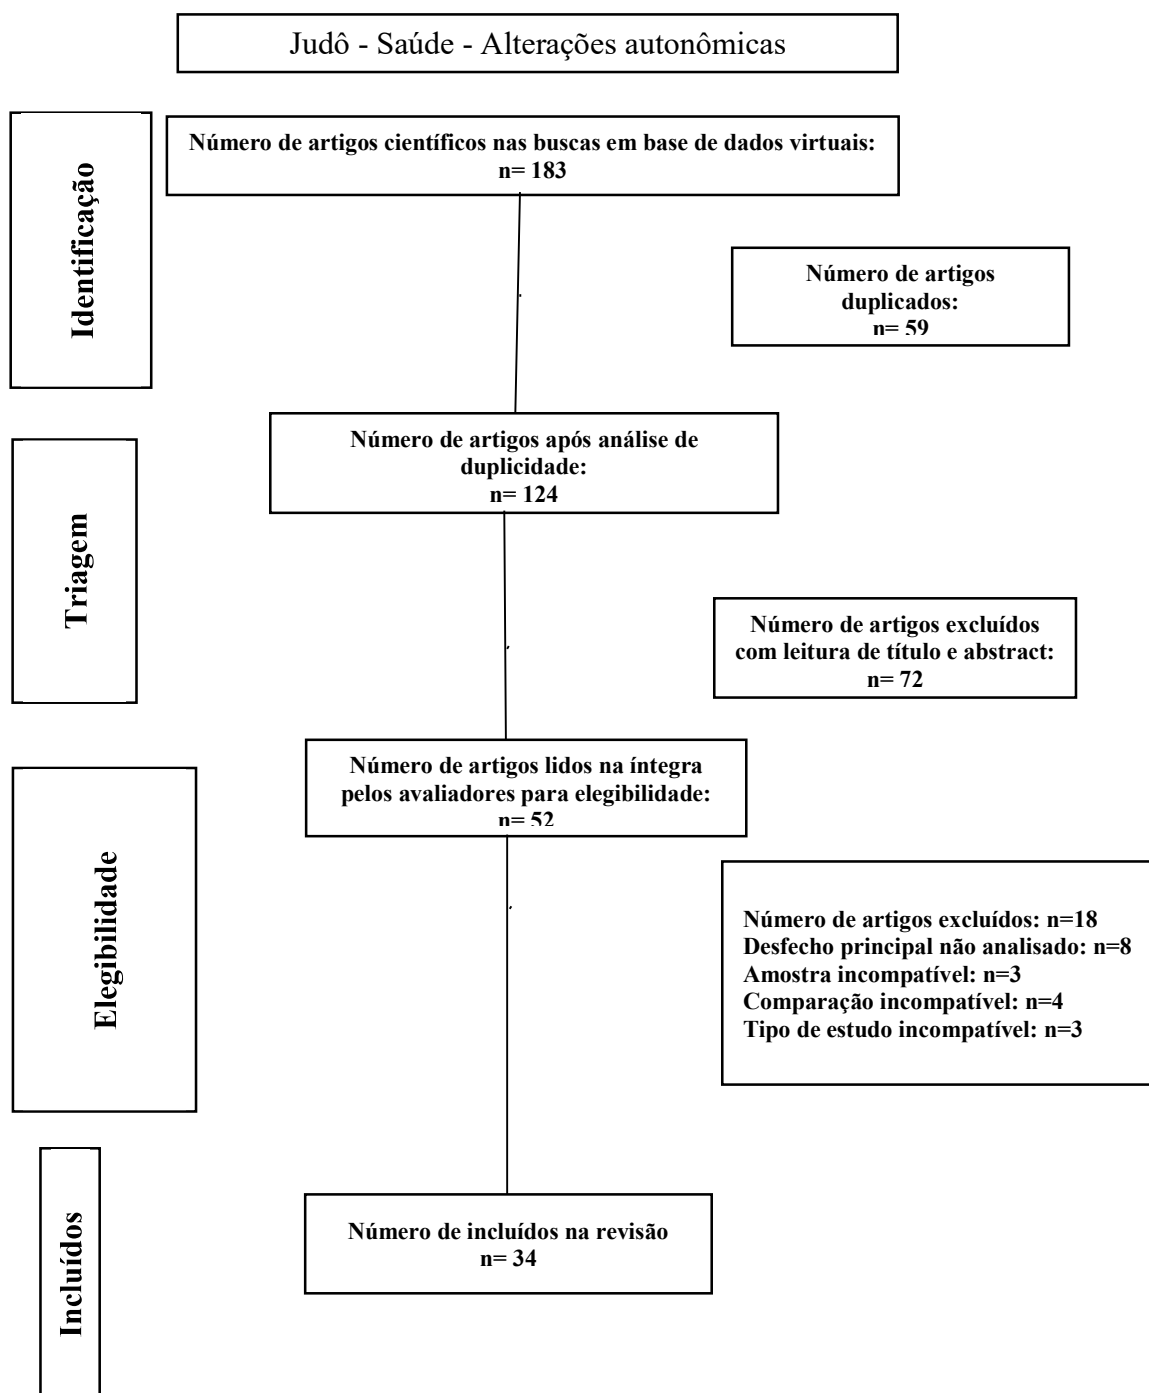 Judô - Saúde - Alterações autonômicas
Identificação
Número de artigos científicos nas buscas em base de dados virtuais:
n= 183
Número de artigos
duplicados:
n= 59
Triagem
Número de artigos após análise de
duplicidade:
n= 124
Número de artigos excluídos
com leitura de título e abstract:
n= 72
Elegibilidade
Número de artigos lidos na íntegra
pelos avaliadores para elegibilidade:
n= 52
Número de artigos excluídos: n=18
Desfecho principal não analisado: n=8
Amostra incompatível: n=3
Comparação incompatível: n=4
Tipo de estudo incompatível: n=3
Incluídos
Número de incluídos na revisão
n= 34